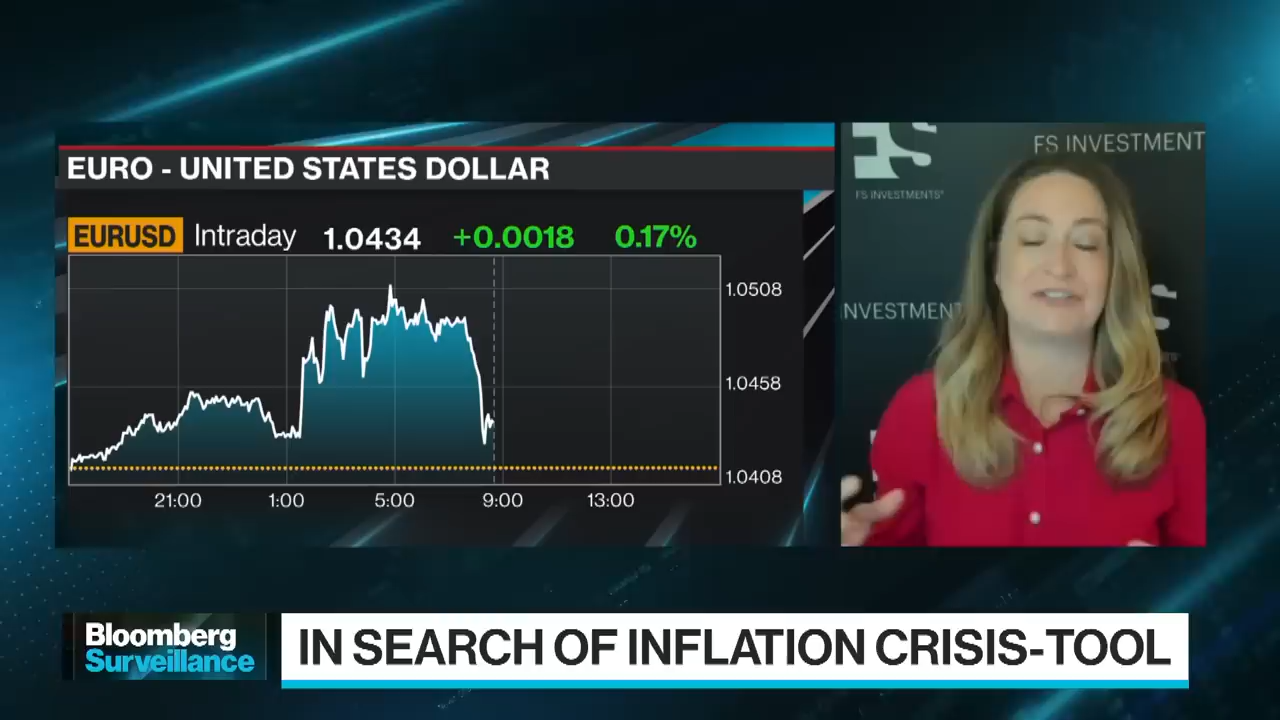 EURO - UNITED STATES DOLLAR
EURUSD Intraday 1.0434 +0.0018 0.17%
1.0508
1.0458
1.0408
21:00 1:00 5:00 9:00 13:00
FS
FS INVESTMENTS
FS INVESTMENT
INVESTMENT
S
Bloomberg
Surveillance
IN SEARCH OF INFLATION CRISIS-TOOL